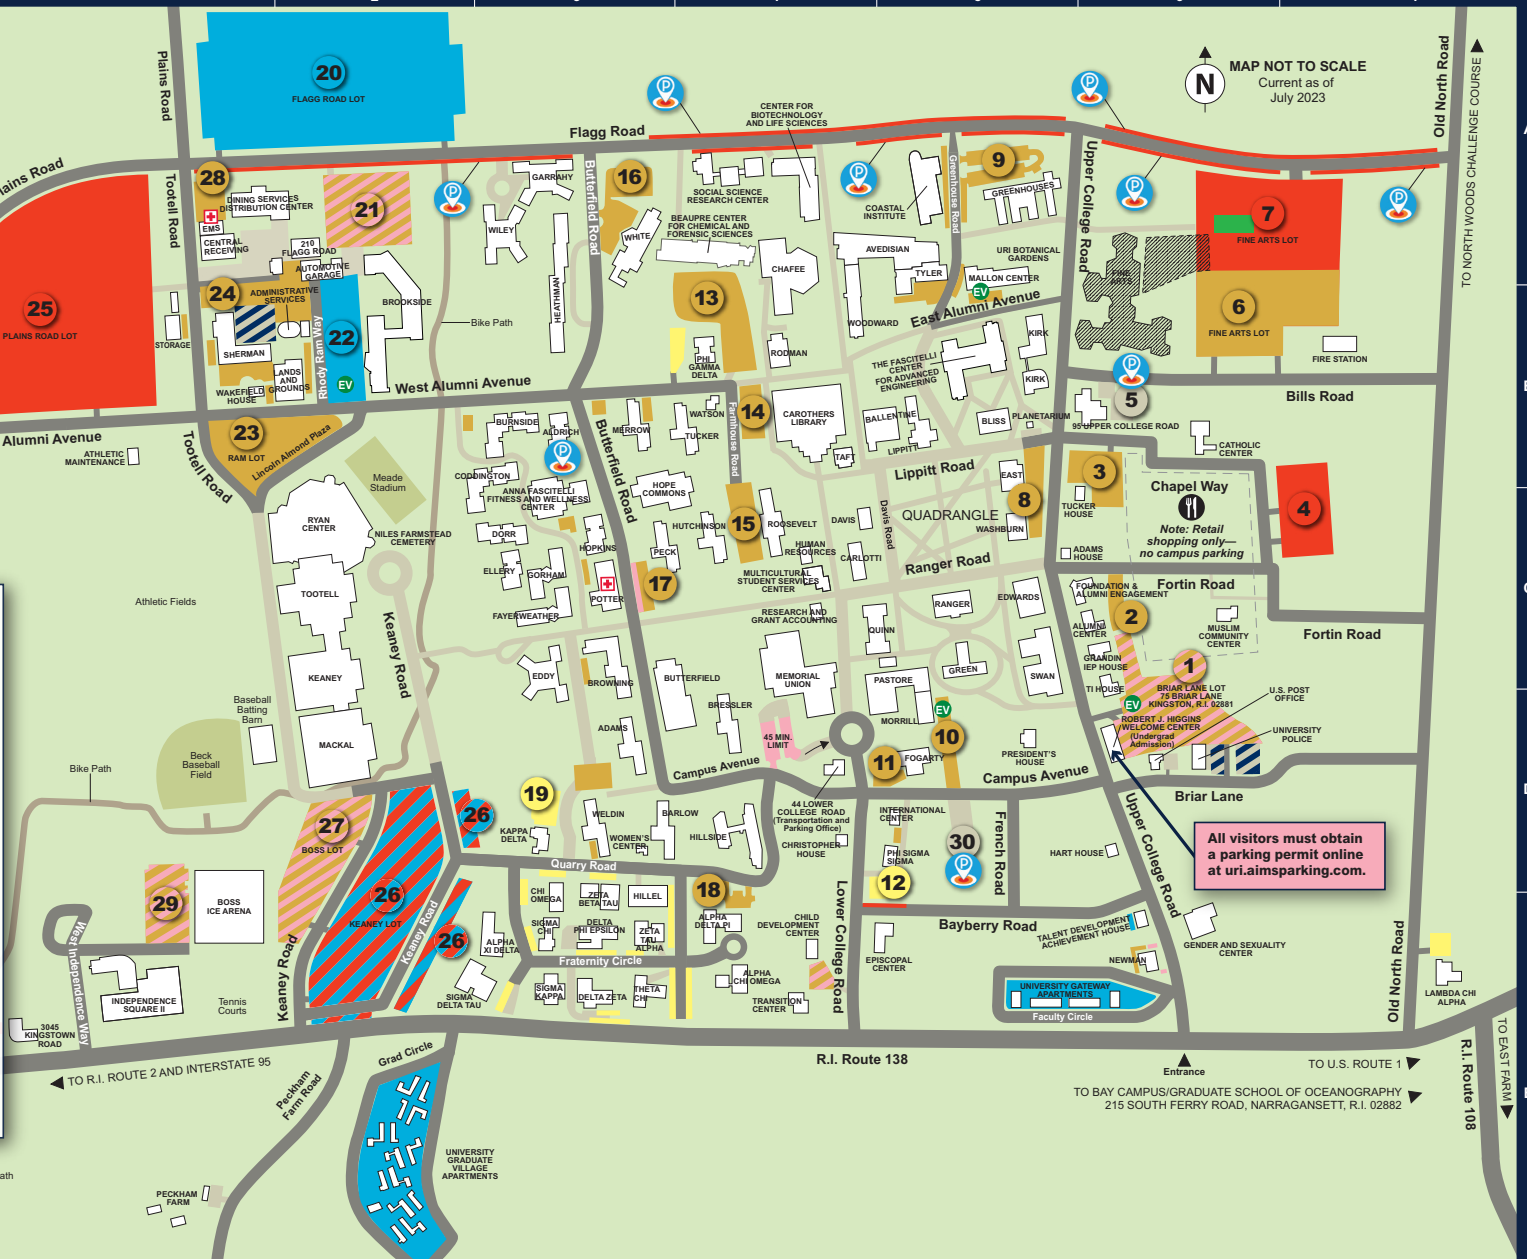 N
MAP NOT TO SCALE
Current as of
July 2023
Old North Road
TO NORTH WOODS CHALLENGE COURSE
Plains Road
20
FLAGG ROAD LOT
P
P
CENTER FOR
BIOTECHNOLOGY
AND LIFE SCIENCES
Flagg Road
28
DINING SERVICES
DISTRIBUTION CENTER
EMS
CENTRAL
RECEIVING
Tootell Road
21
210
FLAGG ROAD
AUTOMOTIVE
GARAGE
P
GARRAHY
WILEY
Butterfield Road
16
WHITE
SOCIAL SCIENCE
RESEARCH CENTER
BEAUPRE CENTER
FOR CHEMICAL AND
FORENSIC SCIENCES
P
COASTAL
INSTITUTE
Greenhouse Road
9
GREENHOUSES
Upper College Road
P
7
FINE ARTS LOT
P
25
PLAINS ROAD LOT
24
ADMINISTRATIVE
SERVICES
STORAGE
SHERMAN
LANDS
AND
GROUNDS
WAKEFIELD
HOUSE
Rhody Ram Way
22
EV
BROOKSIDE
Bike Path
HEATHMAN
13
CHAFEE
AVEDISIAN
TYLER
URI BOTANICAL
GARDENS
MALLON CENTER
EV
East Alumni Avenue
WOODWARD
FINE
ARTS
6
FINE ARTS LOT
FIRE STATION
PHI
GAMMA
DELTA
RODMAN
THE FASCITELLI
CENTER
FOR ADVANCED
ENGINEERING
KIRK
KIRK
P
5
95 UPPER COLLEGE ROAD
Bills Road
West Alumni Avenue
Alumni Avenue
ATHLETIC
MAINTENANCE
23
RAM LOT
Lincoln Almond Plaza
Tootell Road
BURNSIDE
ALDRICH
P
MERROW
WATSON
TUCKER
Farmhouse Road
14
CAROTHERS
LIBRARY
BALLENTINE
BLISS
PLANETARIUM
LIPPITT
TAFT
Lippitt Road
CATHOLIC
CENTER
Meade
Stadium
CODDINGTON
ANNA FASCITELLI
FITNESS AND WELLNESS
CENTER
Butterfield Road
HOPE
COMMONS
EAST
8
3
TUCKER
HOUSE
Chapel Way
Note: Retail
shopping only—
no campus parking
4
RYAN
CENTER
NILES FARMSTEAD
CEMETERY
DORR
HOPKINS
HUTCHINSON
15
ROOSEVELT
DAVIS
Davis Road
QUADRANGLE
WASHBURN
PECK
HUMAN
RESOURCES
CARLOTTI
Ranger Road
ADAMS
HOUSE
Fortin Road
Athletic Fields
TOOTELL
ELLERY
GORHAM
FAYERWEATHER
POTTER
17
MULTICULTURAL
STUDENT SERVICES
CENTER
RESEARCH AND
GRANT ACCOUNTING
RANGER
EDWARDS
FOUNDATION &
ALUMNI ENGAGEMENT
2
ALUMNI
CENTER
MUSLIM
COMMUNITY
CENTER
Fortin Road
Keaney Road
KEANEY
EDDY
BROWNING
BUTTERFIELD
MEMORIAL
UNION
QUINN
PASTORE
GREEN
SWAN
GRANDIN
IEP HOUSE
TI HOUSE
1
BRIAR LANE LOT
75 BRIAR LANE
KINGSTON, R.I. 02881
U.S. POST
OFFICE
EV
ROBERT J. HIGGINS
WELCOME CENTER
(Undergrad
Admission)
UNIVERSITY
POLICE
Baseball
Batting
Barn
MACKAL
ADAMS
BRESSLER
45 MIN.
LIMIT
MORRILL
EV
10
Beck
Baseball
Field
Bike Path
11
FOGARTY
PRESIDENT'S
HOUSE
Campus Avenue
Campus Avenue
Briar Lane
27
BOSS LOT
26
19
KAPPA
DELTA
WELDIN
WOMEN'S
CENTER
BARLOW
HILLSIDE
44 LOWER
COLLEGE ROAD
(Transportation and
Parking Office)
CHRISTOPHER
HOUSE
INTERNATIONAL
CENTER
PHI SIGMA
SIGMA
12
30
P
French Road
HART HOUSE
Upper College Road
All visitors must obtain
a parking permit online
at uri.aimsparking.com.
Quarry Road
29
BOSS
ICE ARENA
26
KEANEY LOT
26
Keaney Road
Keaney Road
CHI
OMEGA
ZETA
BETA TAU
HILLEL
18
ALPHA
DELTA PI
SIGMA
CHI
DELTA
PHI EPSILON
ZETA
TAU
ALPHA
ALPHA
XI DELTA
Fraternity Circle
CHILD
DEVELOPMENT
CENTER
Lower College Road
Bayberry Road
EPISCOPAL
CENTER
TALENT DEVELOPMENT
ACHIEVEMENT HOUSE
NEWMAN
GENDER AND SEXUALITY
CENTER
Old North Road
LAMBDA CHI
ALPHA
West Independence Way
INDEPENDENCE
SQUARE II
Tennis
Courts
3045
KINGSTOWN
ROAD
SIGMA
DELTA TAU
SIGMA
KAPPA
DELTA ZETA
THETA
CHI
ALPHA
CHI OMEGA
TRANSITION
CENTER
UNIVERSITY GATEWAY
APARTMENTS
Faculty Circle
R.I. Route 138
Entrance
TO U.S. ROUTE 1
TO BAY CAMPUS/GRADUATE SCHOOL OF OCEANOGRAPHY
215 SOUTH FERRY ROAD, NARRAGANSETT, R.I. 02882
R.I. Route 108
TO EAST FARM
TO R.I. ROUTE 2 AND INTERSTATE 95
Grad Circle
Peckham
Farm Road
UNIVERSITY
GRADUATE
VILLAGE
APARTMENTS
PECKHAM
FARM